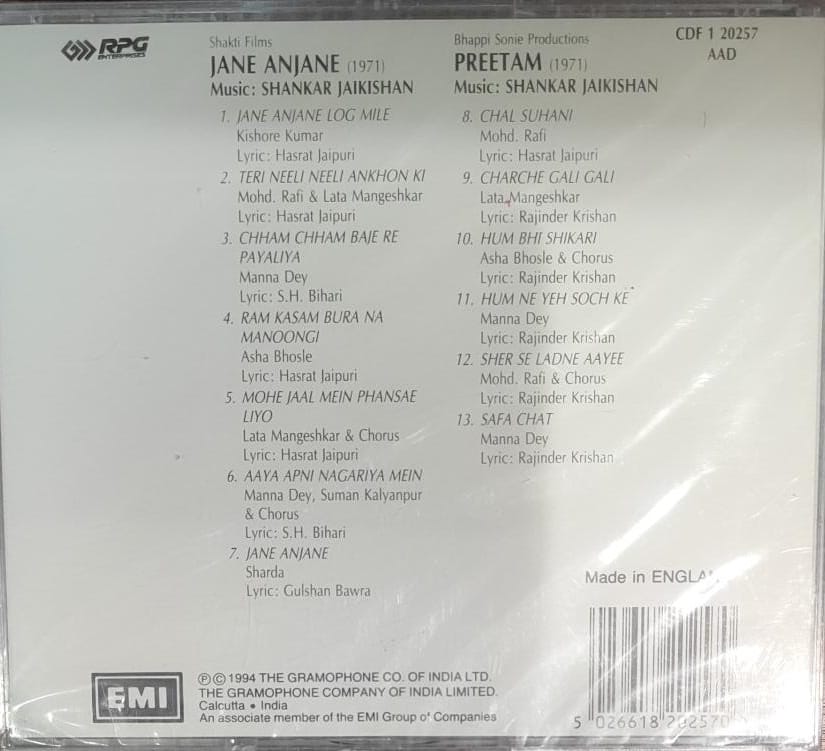 RPG
ENTERPRISES
Shakti Films
JANE ANJANE (1971)
Music: SHANKAR JAIKISHAN
1. JANE ANJANE LOG MILE
Kishore Kumar
Lyric: Hasrat Jaipuri
2. TERI NEELI NEELI ANKHON KI
Mohd. Rafi & Lata Mangeshkar
Lyric: Hasrat Jaipuri
3. CHHAM CHHAM BAJE RE
PAYALIYA
Manna Dey
Lyric: S.H. Bihari
4. RAM KASAM BURA NA
MANOONGI
Asha Bhosle
Lyric: Hasrat Jaipuri
5. MOHE JAAL MEIN PHANSAE
LIYO
Lata Mangeshkar & Chorus
Lyric: Hasrat Jaipuri
6. AAYA APNI NAGARIYA MEIN
Manna Dey, Suman Kalyanpur
& Chorus
Lyric: S.H. Bihari
7. JANE ANJANE
Sharda
Lyric: Gulshan Bawra
Bhappi Sonie Productions
PREETAM (1971)
Music: SHANKAR JAIKISHAN
8. CHAL SUHANI
Mohd. Rafi
Lyric: Hasrat Jaipuri
9. CHARCHE GALI GALI
Lata Mangeshkar
Lyric: Rajinder Krishan
10. HUM BHI SHIKARI
Asha Bhosle & Chorus
Lyric: Rajinder Krishan
11. HUM NE YEH SOCH KE
Manna Dey
Lyric: Rajinder Krishan
12. SHER SE LADNE AAYEE
Mohd. Rafi & Chorus
Lyric: Rajinder Krishan
13. SAFA CHAT
Manna Dey
Lyric: Rajinder Krishan
CDF 1 20257
AAD
Made in
EMI
℗ © 1994 THE GRAMOPHONE CO. OF INDIA LTD.
THE GRAMOPHONE COMPANY OF INDIA LIMITED.
Calcutta • India
An associate member of the EMI Group of Companies
5 026618 202570